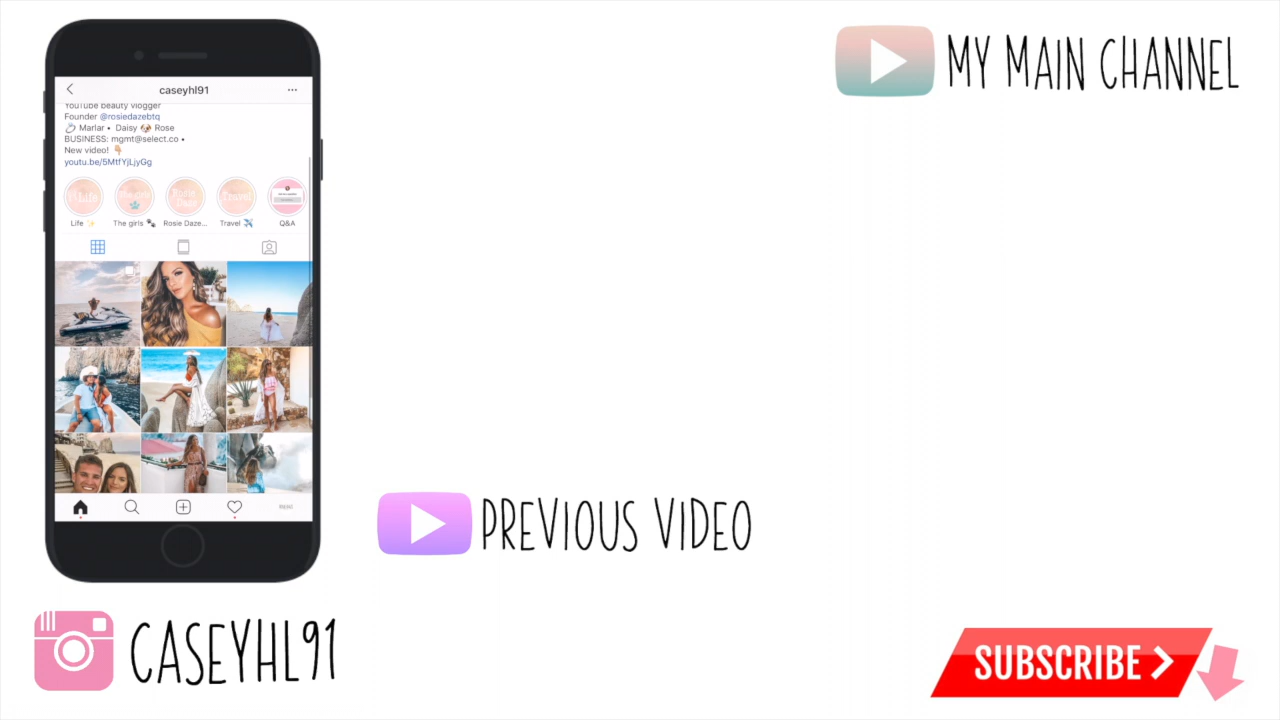 MY MAIN CHANNEL
caseyhl91
YouTube beauty vlogger
Founder @rosiedazebtq
Marlar • Daisy Rose
BUSINESS: mgmt@select.co •
New video!
youtu.be/5MtfYjLjyGg
Life The girls Rosie Daze... Travel Q&A
PREVIOUS VIDEO
CASEYHL91
SUBSCRIBE